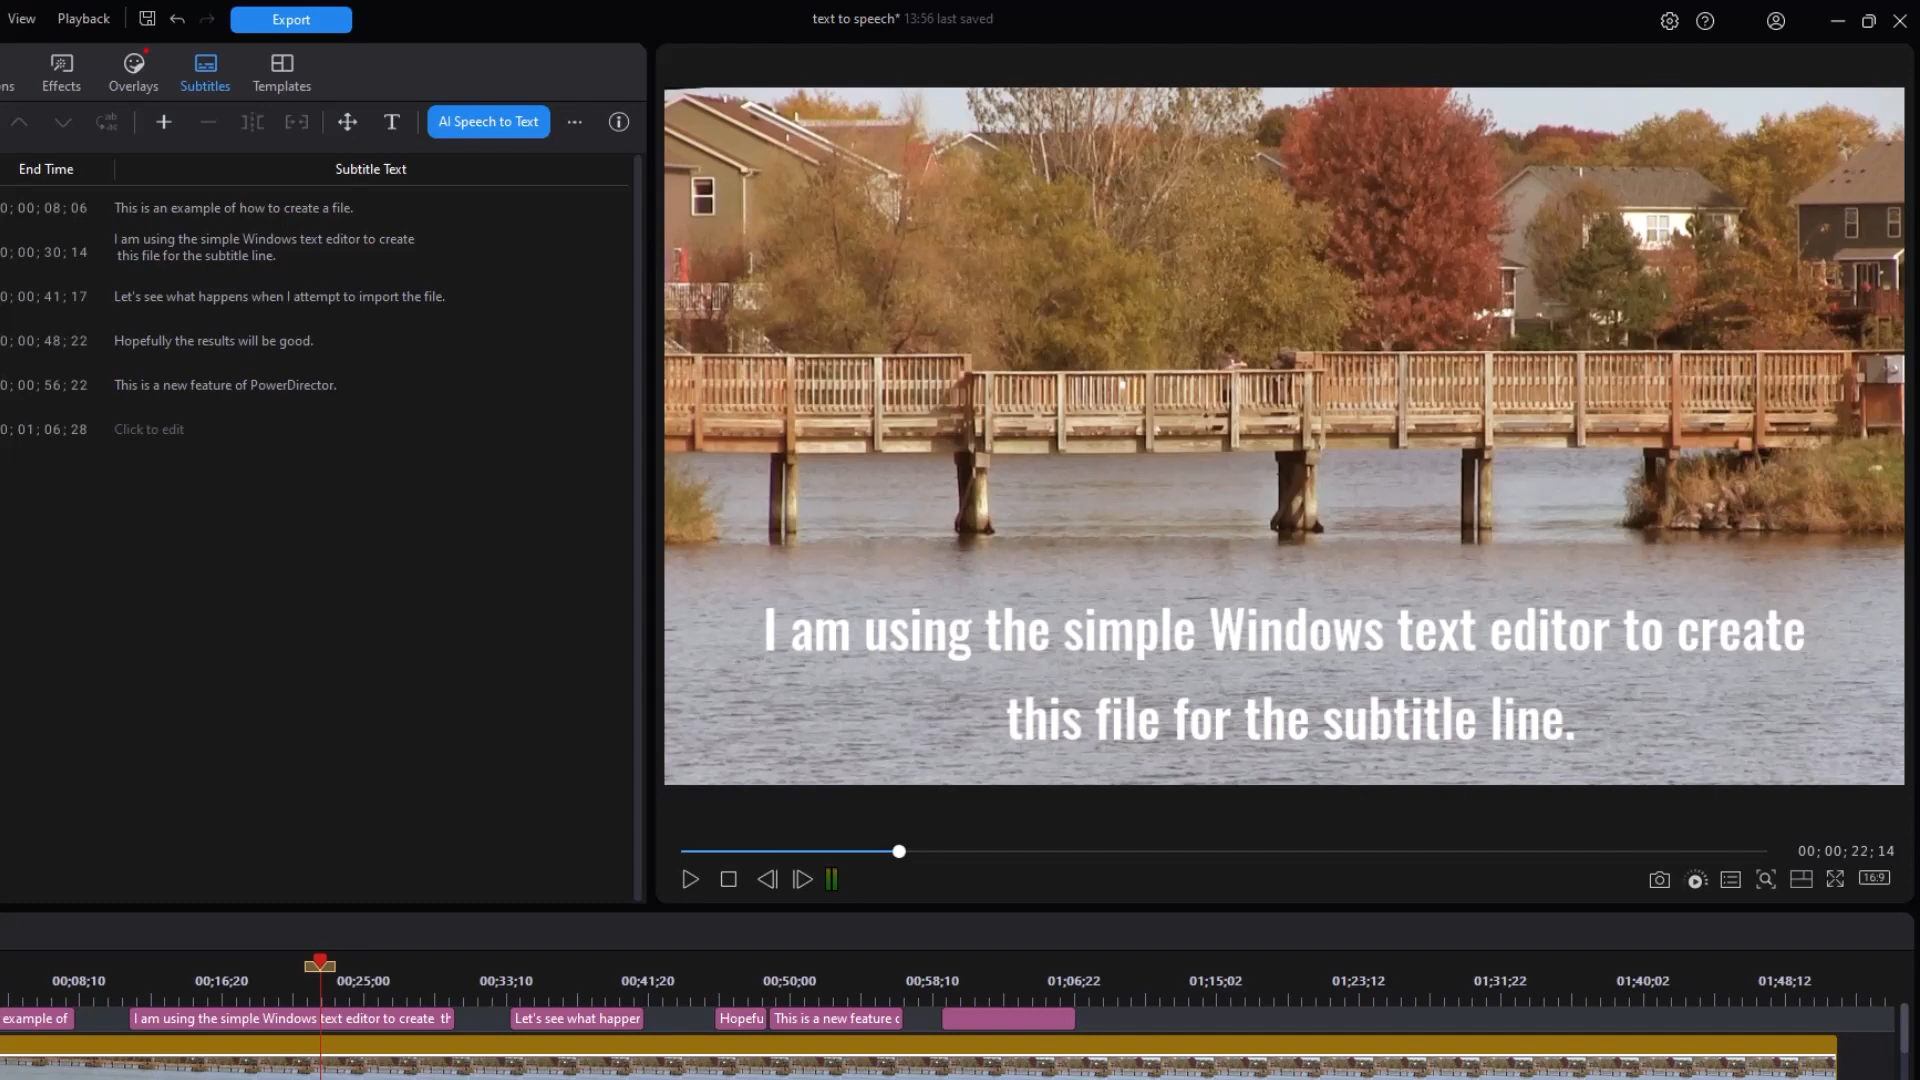 View Playback Export text to speech* 13:56 last saved
ns Effects Overlays Subtitles Templates
AI Speech to Text
End Time Subtitle Text
0; 00; 08; 06 This is an example of how to create a file.
0; 00; 30; 14 I am using the simple Windows text editor to create
this file for the subtitle line.
0; 00; 41; 17 Let's see what happens when I attempt to import the file.
0; 00; 48; 22 Hopefully the results will be good.
0; 00; 56; 22 This is a new feature of PowerDirector.
0; 01; 06; 28 Click to edit
I am using the simple Windows text editor to create
this file for the subtitle line.
00; 00; 22; 14
16:9
00;08;10 00;16;20 00;25;00 00;33;10 00;41;20 00;50;00 00;58;10 01;06;22 01;15;02 01;23;12 01;31;22 01;40;02 01;48;12
example of I am using the simple Windows text editor to create th Let's see what happen Hopefu This is a new feature c